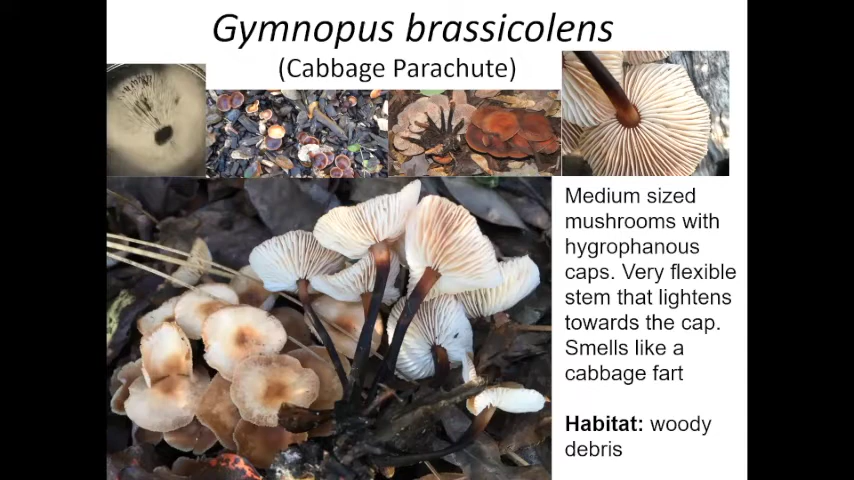 Gymnopus brassicolens
(Cabbage Parachute)
Medium sized
mushrooms with
hygrophanous
caps. Very flexible
stem that lightens
towards the cap.
Smells like a
cabbage fart
Habitat: woody
debris